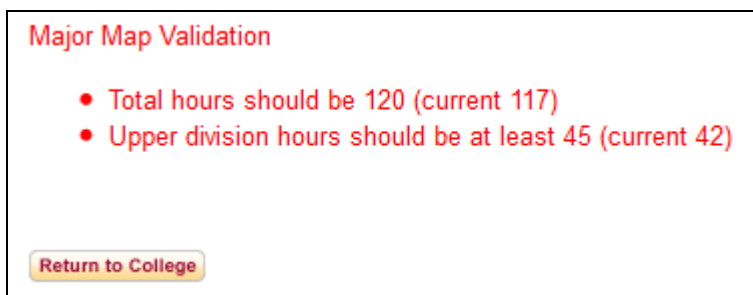 Major Map Validation
• Total hours should be 120 (current 117)
• Upper division hours should be at least 45 (current 42)
Return to College